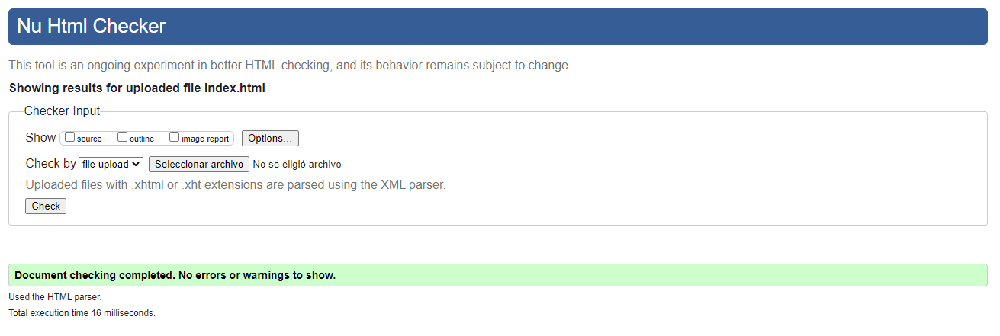 Nu Html Checker
This tool is an ongoing experiment in better HTML checking, and its behavior remains subject to change
Showing results for uploaded file index.html
Checker Input
Show source outline image report Options...
Check by file upload Seleccionar archivo No se eligió archivo
Uploaded files with .xhtml or .xht extensions are parsed using the XML parser.
Check
Document checking completed. No errors or warnings to show.
Used the HTML parser.
Total execution time 16 milliseconds.